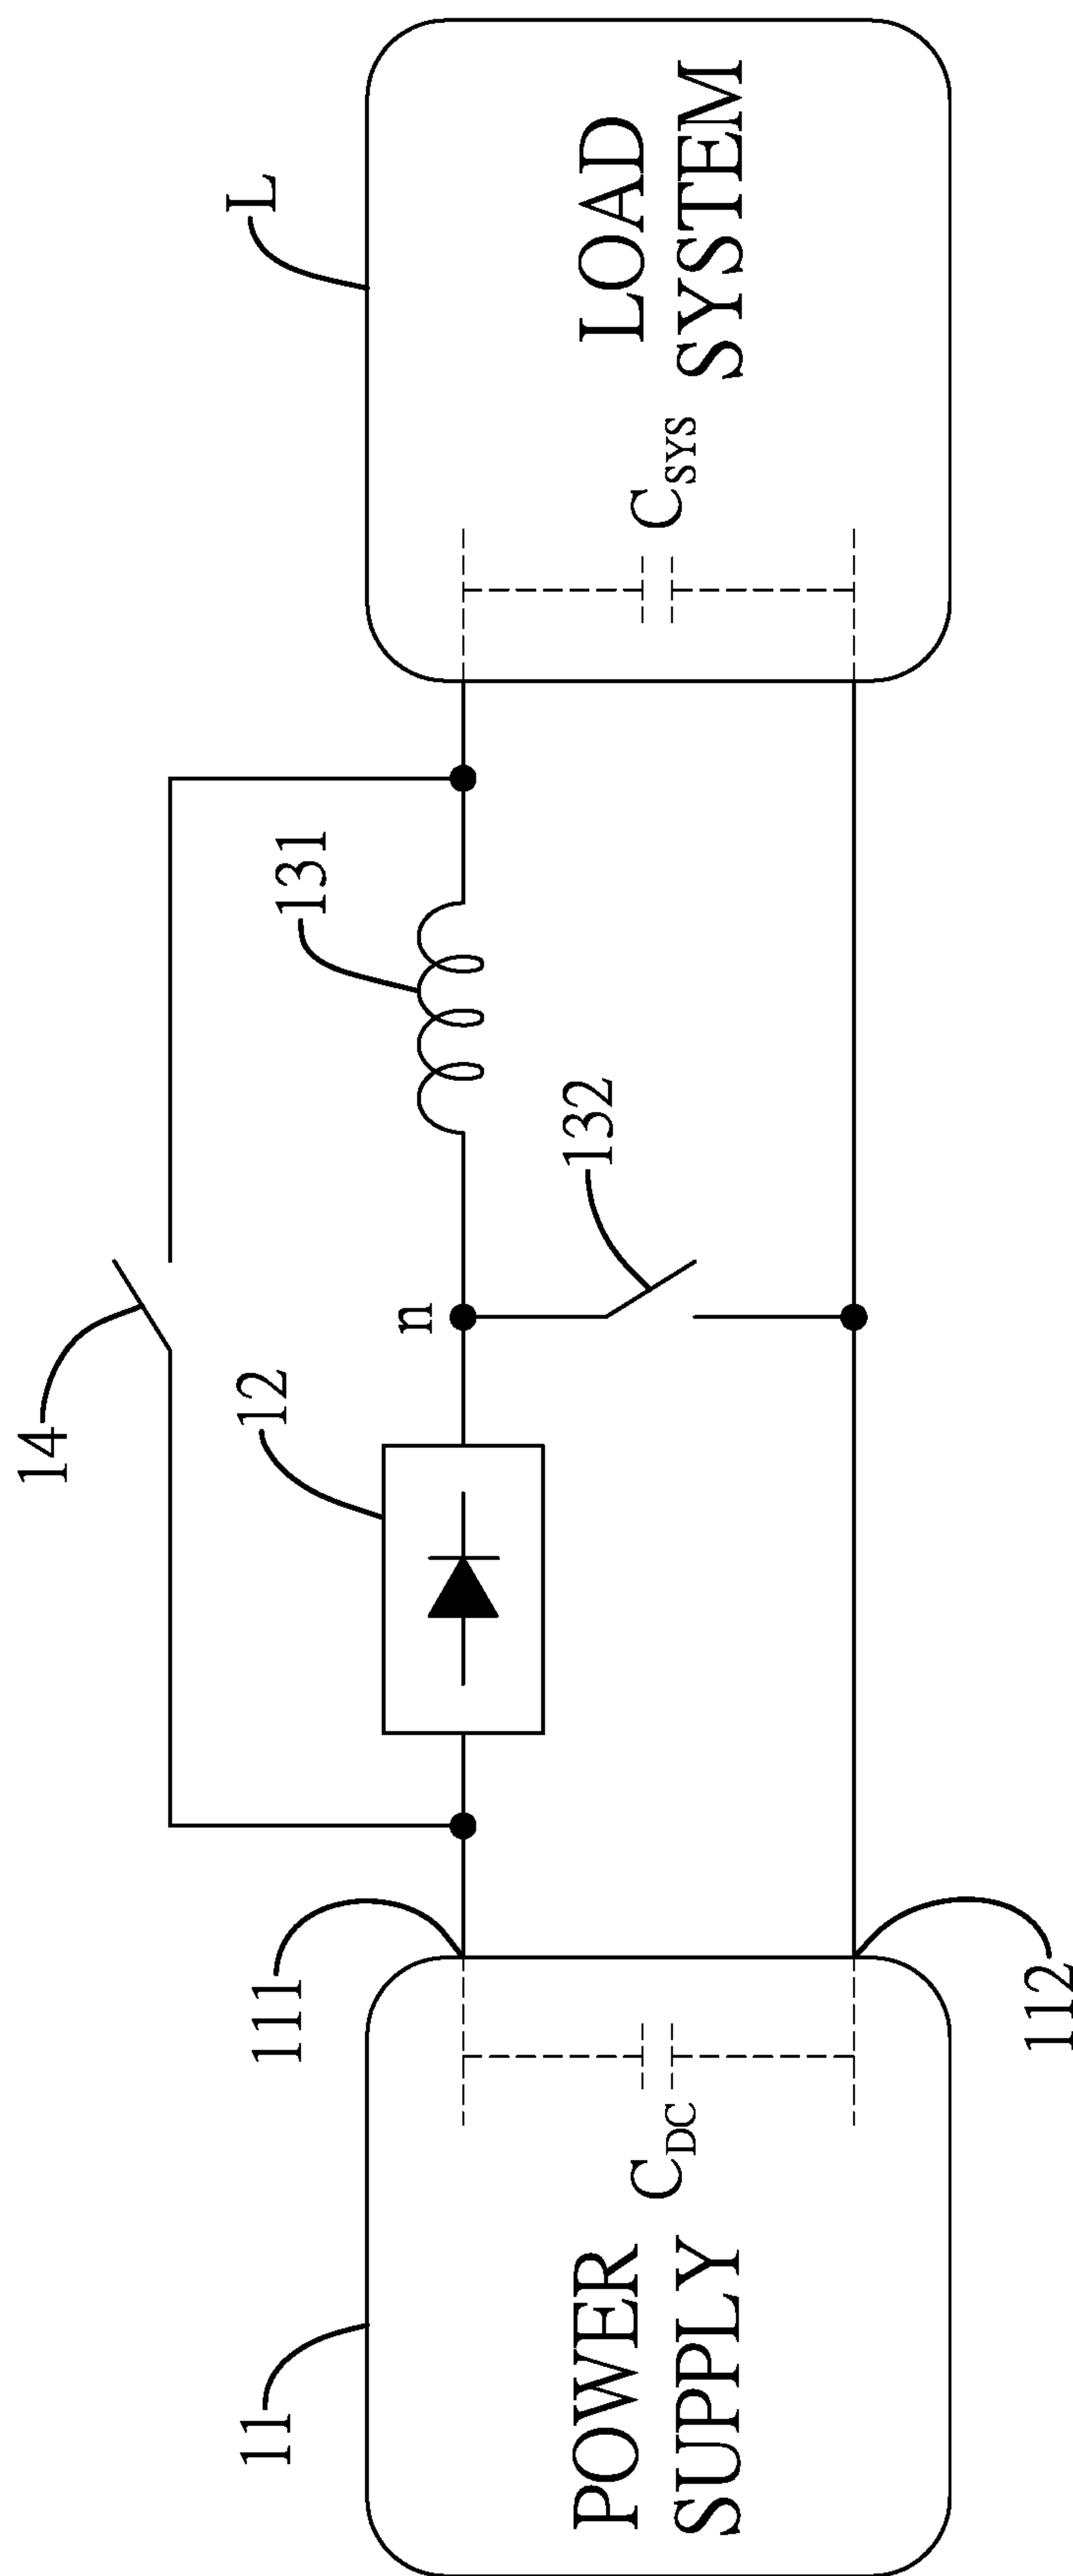 14
12
n
131
132
L
111
112
11
POWER
SUPPLY
C_DC
LOAD
SYSTEM
C_SYS